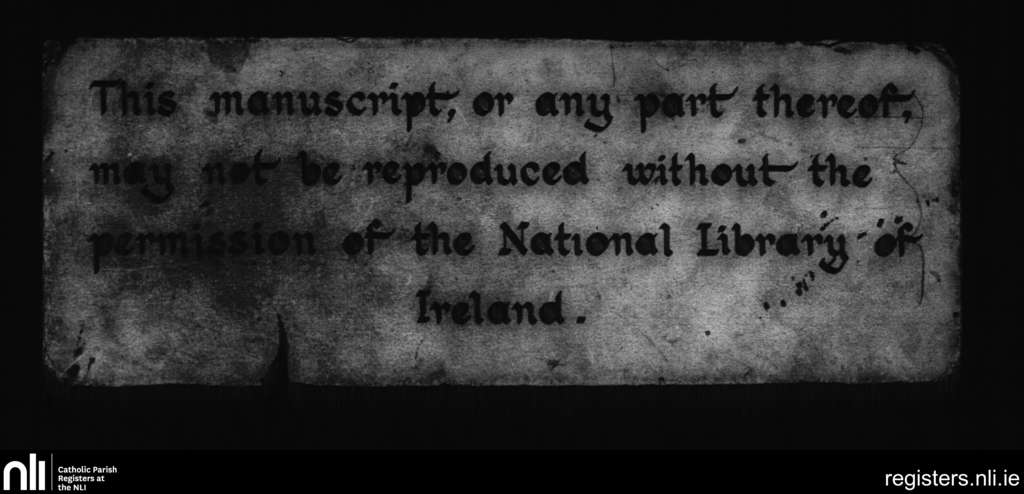 This manuscript, or any part thereof,
may not be reproduced without the
permission of the National Library of
Ireland.
nli
Catholic Parish
Registers at
the NLI
registers.nli.ie